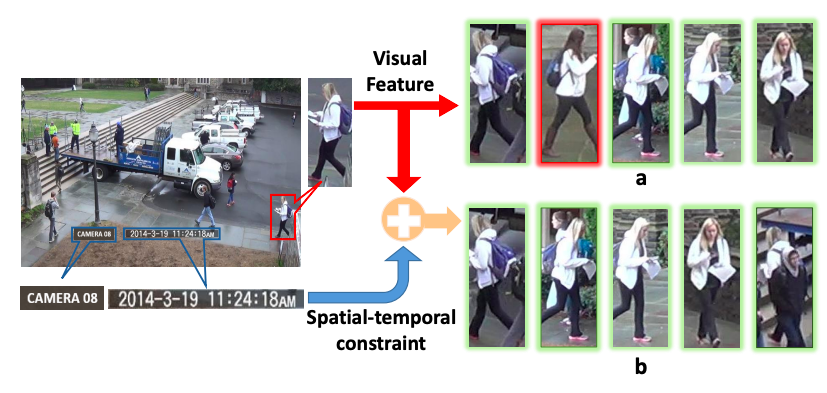 Visual
Feature
CAMERA 08
2014-3-19 11:24:18AM
CAMERA 08
2014-3-19 11:24:18AM
Spatial-temporal
constraint
a
b